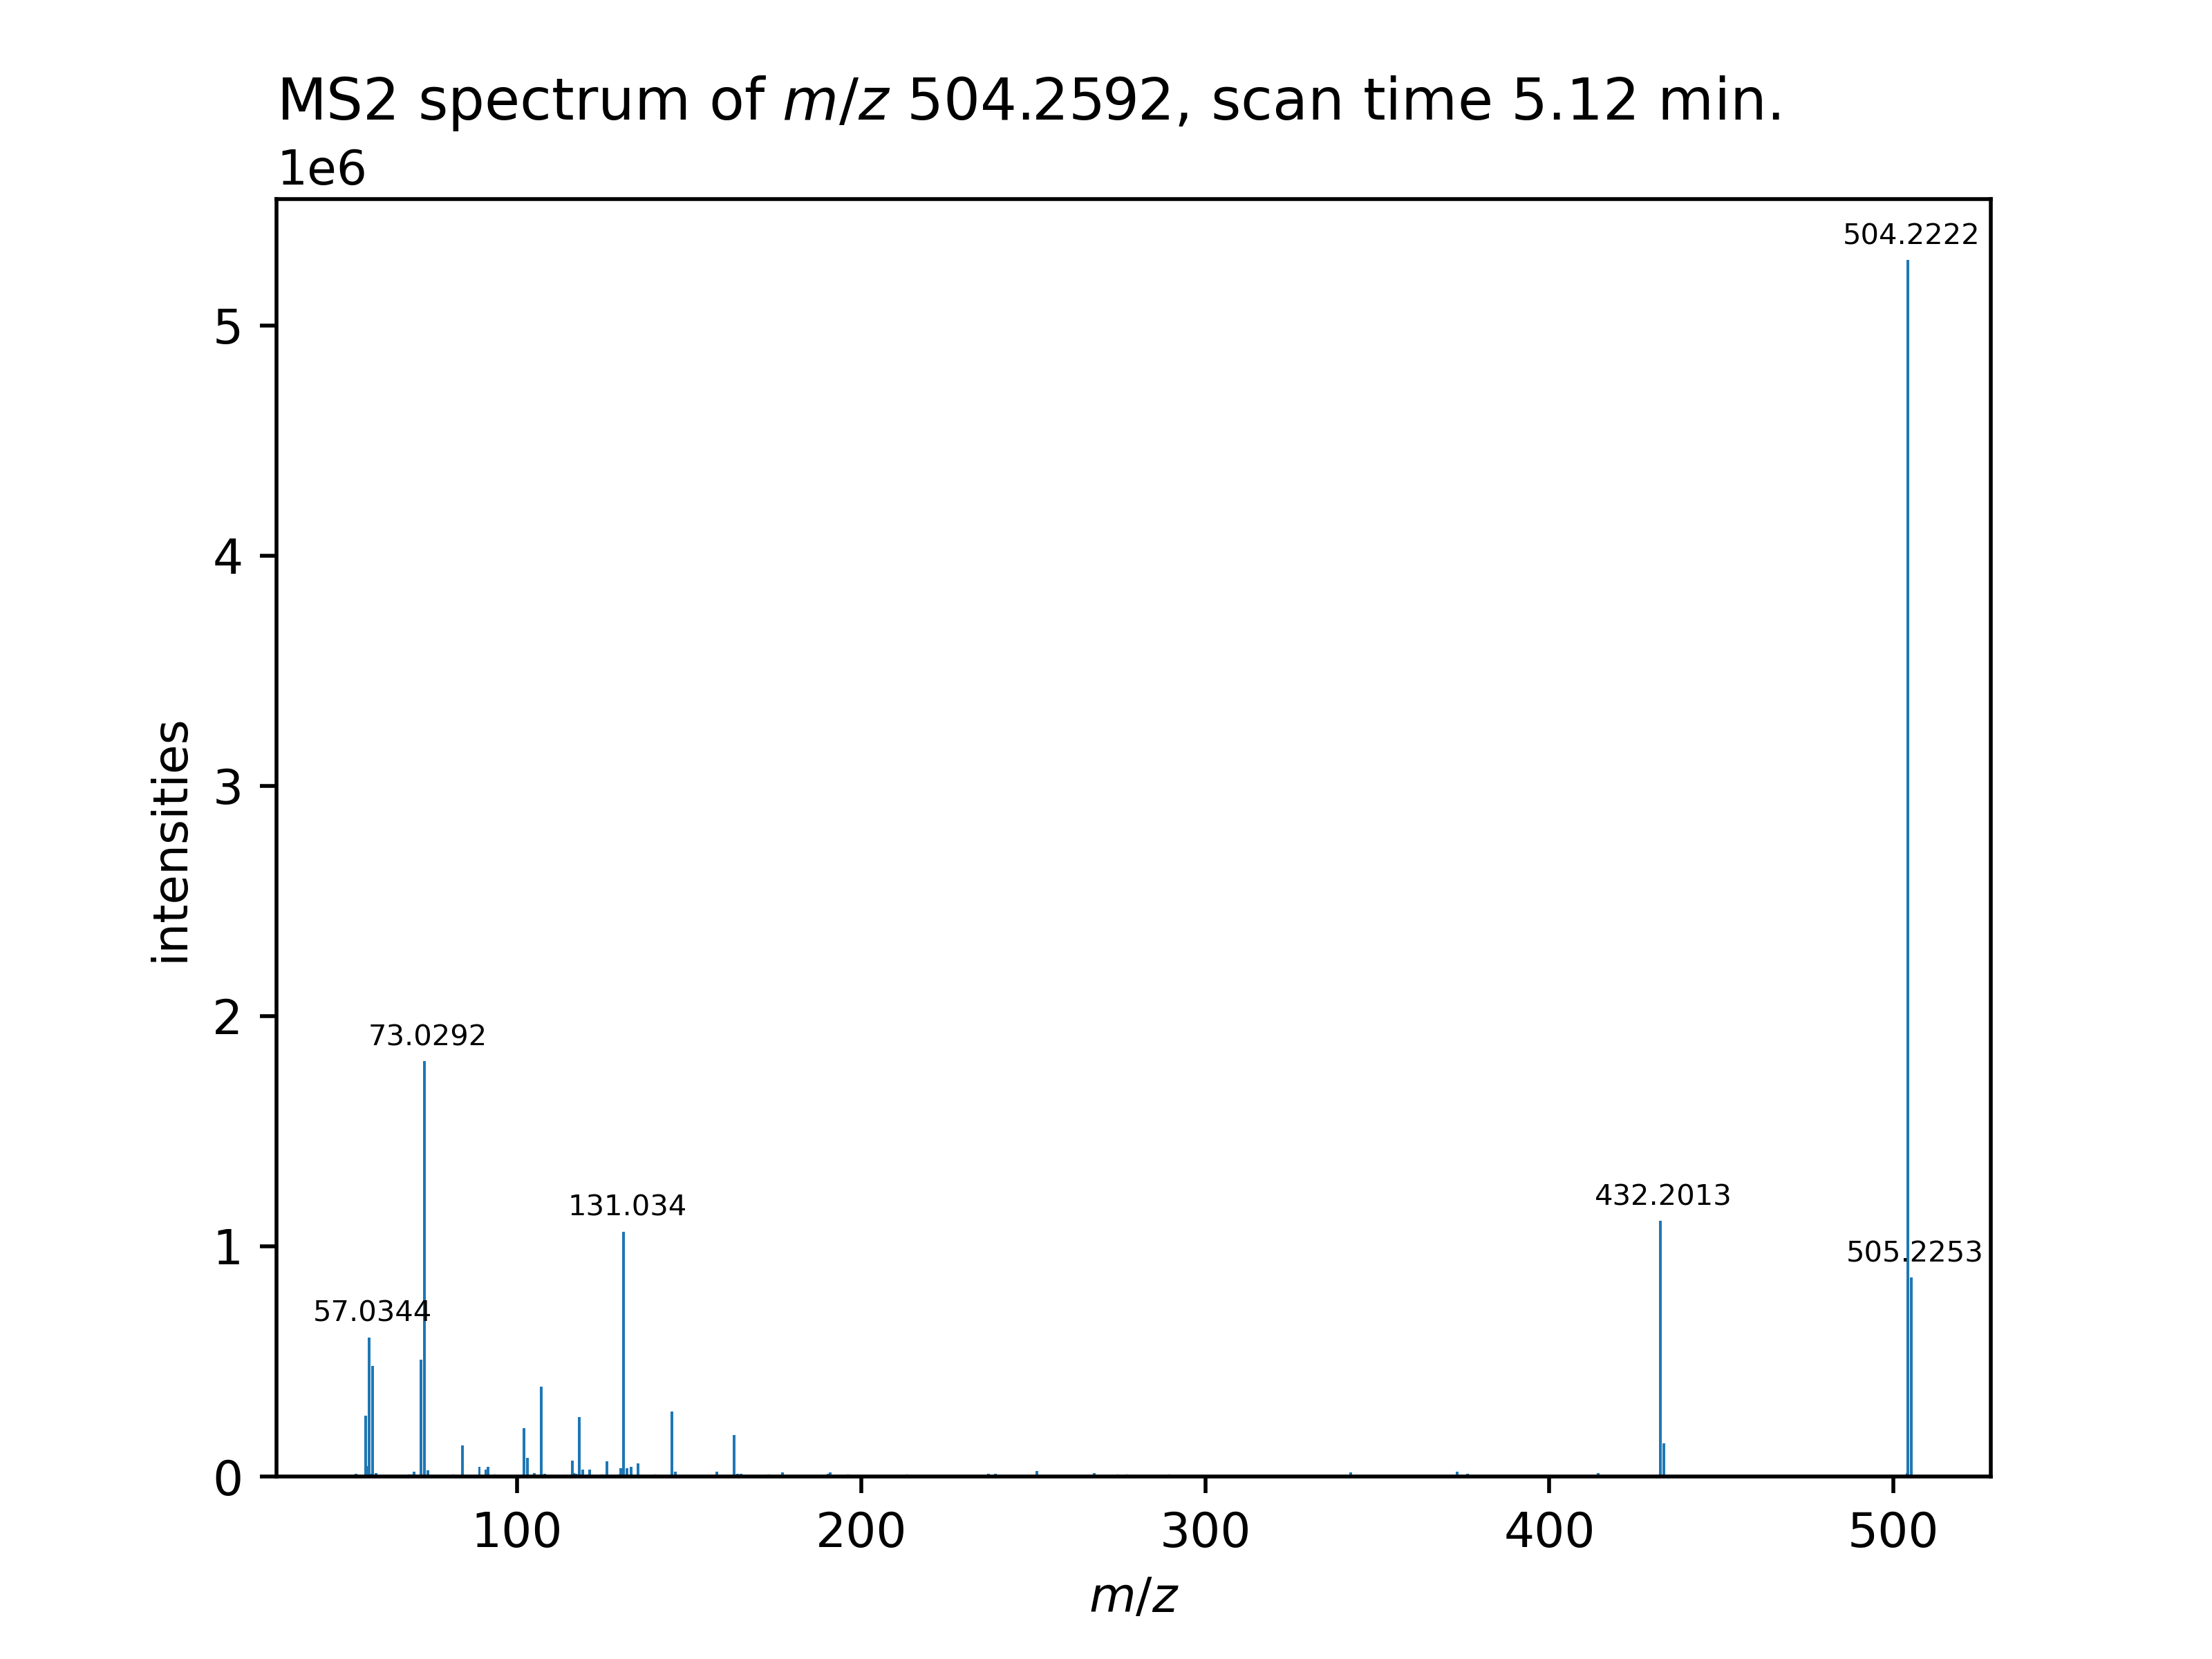 MS2 spectrum of m/z 504.2592, scan time 5.12 min.
1e6
504.2222
5
4
intensities
3
2
73.0292
131.034
432.2013
1
505.2253
57.0344
0
100 200 300 400 500
m/z